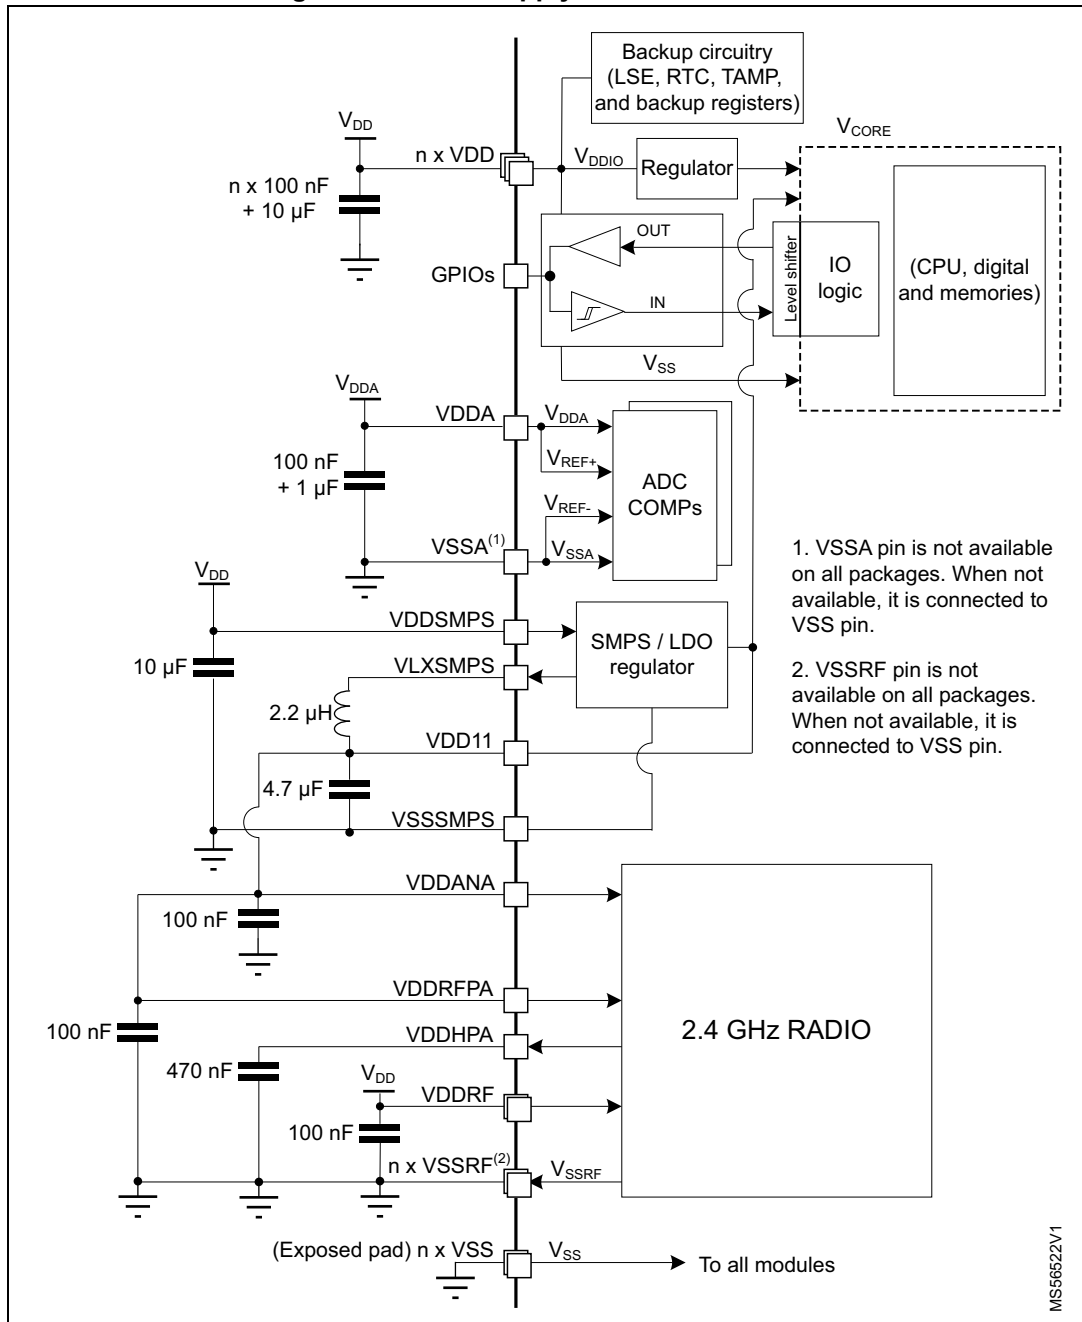 Backup circuitry
(LSE, RTC, TAMP,
and backup registers)
VDD
VCORE
n x VDD
VDDIO
Regulator
n x 100 nF
+ 10 µF
OUT
GPIOs
IN
Level shifter
IO
logic
(CPU, digital
and memories)
VSS
VDDA
VDDA
VDDA
VREF+
100 nF
+ 1 µF
ADC
COMPs
VREF-
VSSA(1)
VSSA
1. VSSA pin is not available
on all packages. When not
available, it is connected to
VSS pin.
VDD
VDDSMPS
SMPS / LDO
regulator
10 µF
VLXSMPS
2. VSSRF pin is not
available on all packages.
When not available, it is
connected to VSS pin.
2.2 µH
VDD11
4.7 µF
VSSSMPS
VDDANA
100 nF
VDDRFPA
100 nF
VDDHPA
2.4 GHz RADIO
470 nF
VDD
VDDRF
100 nF
n x VSSRF(2)
VSSRF
(Exposed pad) n x VSS
VSS
To all modules
MS56522V1